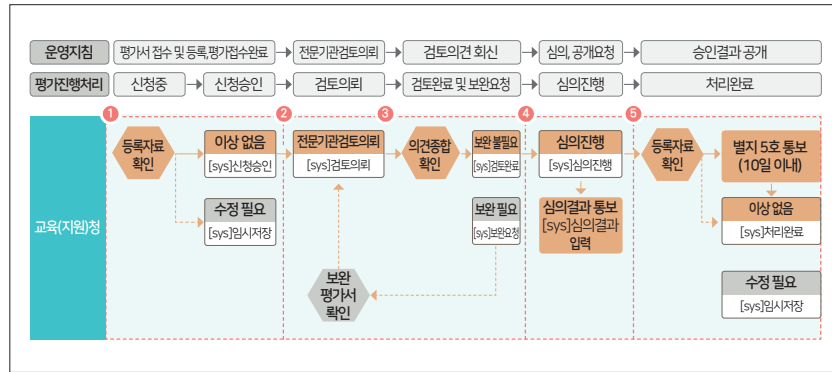 운영지침
평가서 접수 및 등록,평가접수완료
전문기관검토의뢰
검토의견 회신
심의, 공개요청
승인결과 공개
평가진행처리
신청중
신청승인
검토의뢰
검토완료 및 보완요청
심의진행
처리완료
1
2
3
4
5
교육(지원)청
등록자료
확인
이상 없음
[sys]신청승인
수정 필요
[sys]임시저장
전문기관검토의뢰
[sys]검토의뢰
보완
평가서
롹인
의견종합
확인
보완 불필요
[sys]검토완료
보완 필요
[sys]보완요청
심의진행
[sys]심의진행
심의결과 통보
[sys]심의결과
입력
등록자료
확인
별지 5호 통보
(10일 이내)
이상 없음
[sys]처리완료
수정 필요
[sys]임시저장